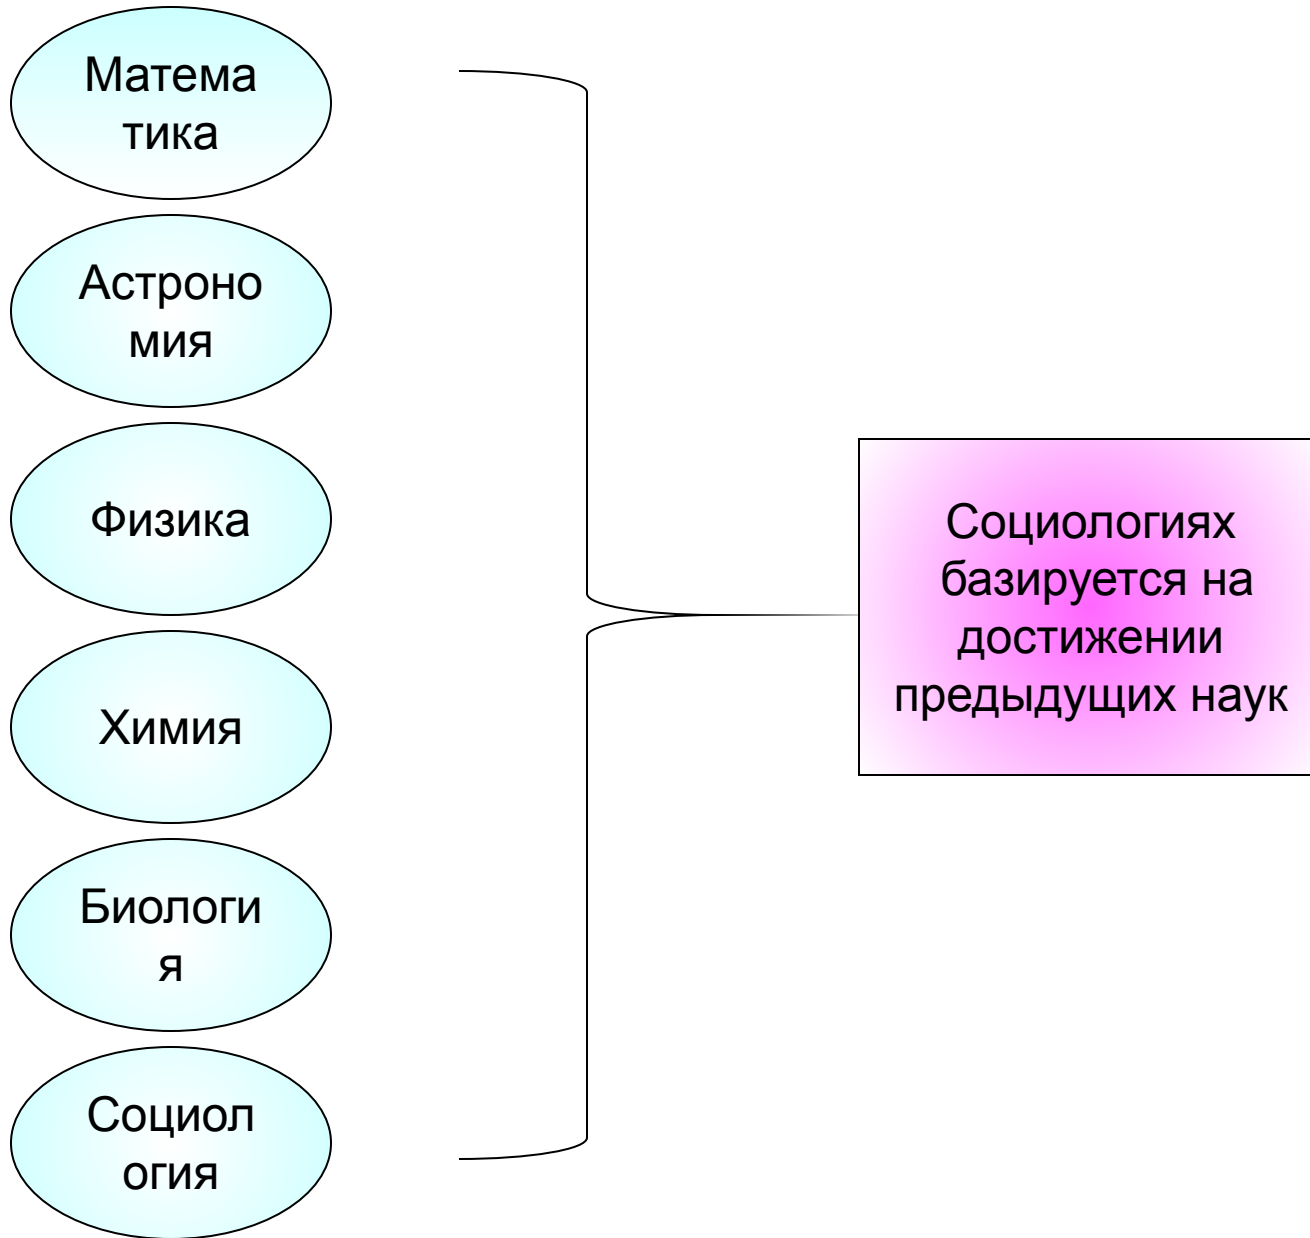 Матема
тика
Астроно
мия
Физика
Химия
Биологи
я
Социол
огия
Социологиях
базируется на
достижении
предыдущих наук